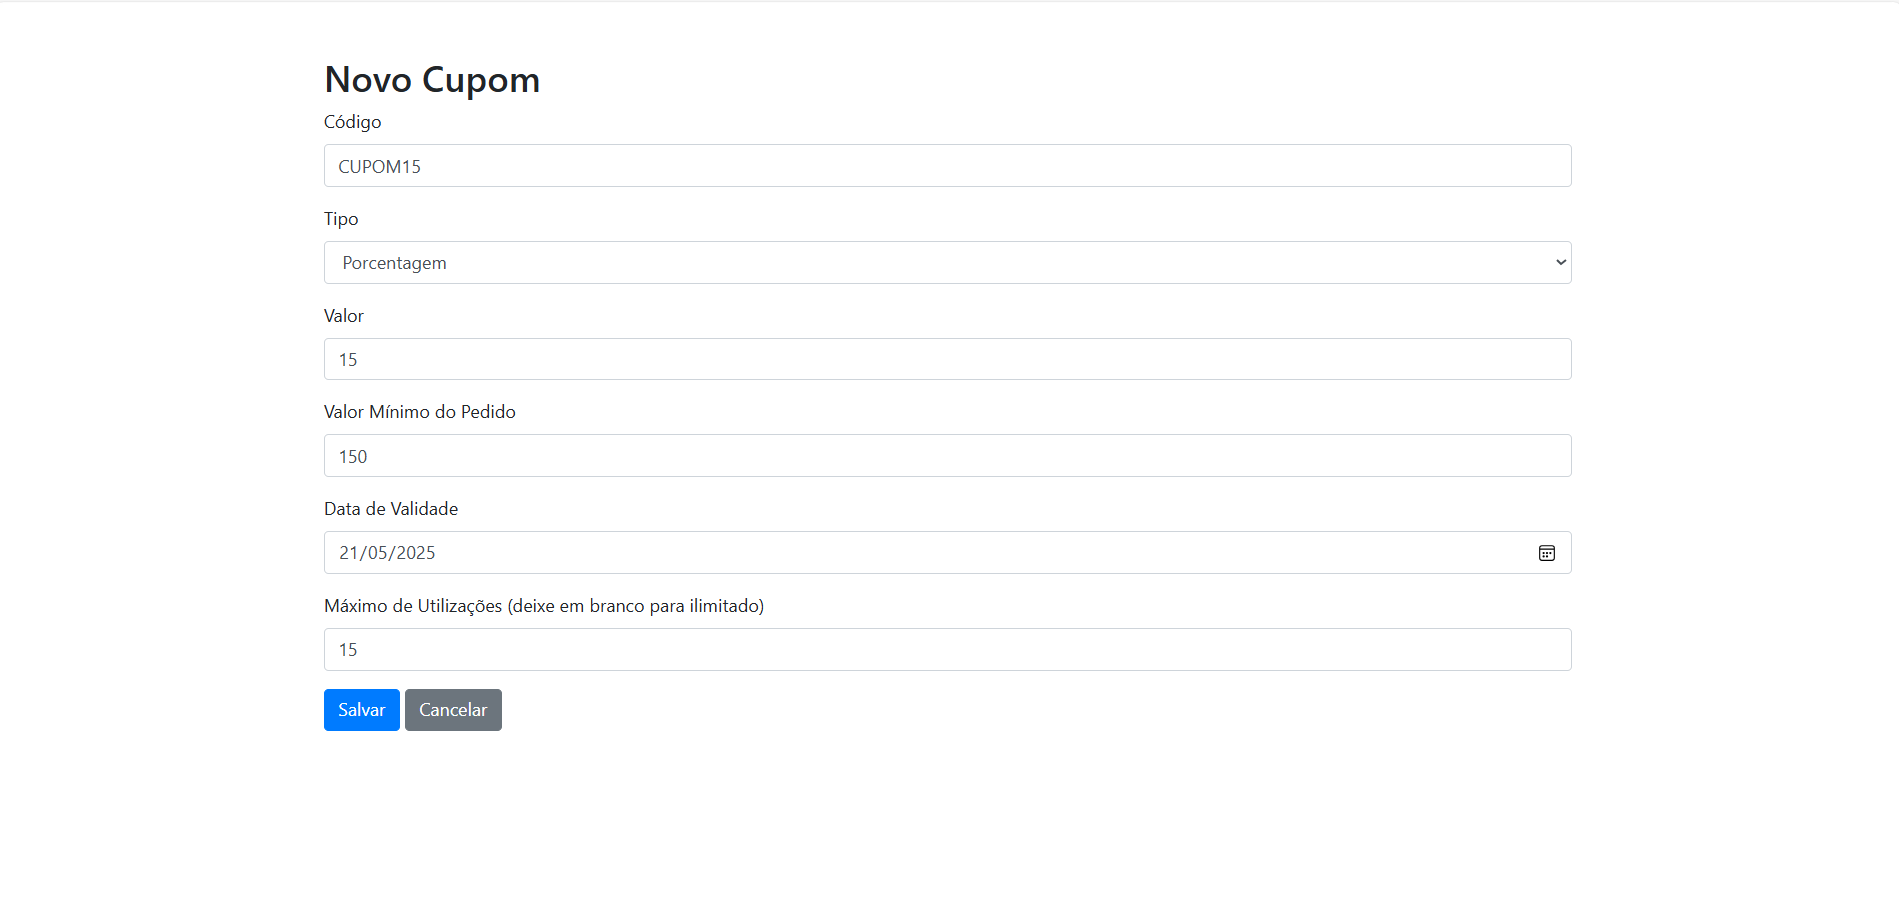 Novo Cupom
Código
CUPOM15
Tipo
Porcentagem
Valor
15
Valor Mínimo do Pedido
150
Data de Validade
21/05/2025
Máximo de Utilizações (deixe em branco para ilimitado)
15
Salvar Cancelar